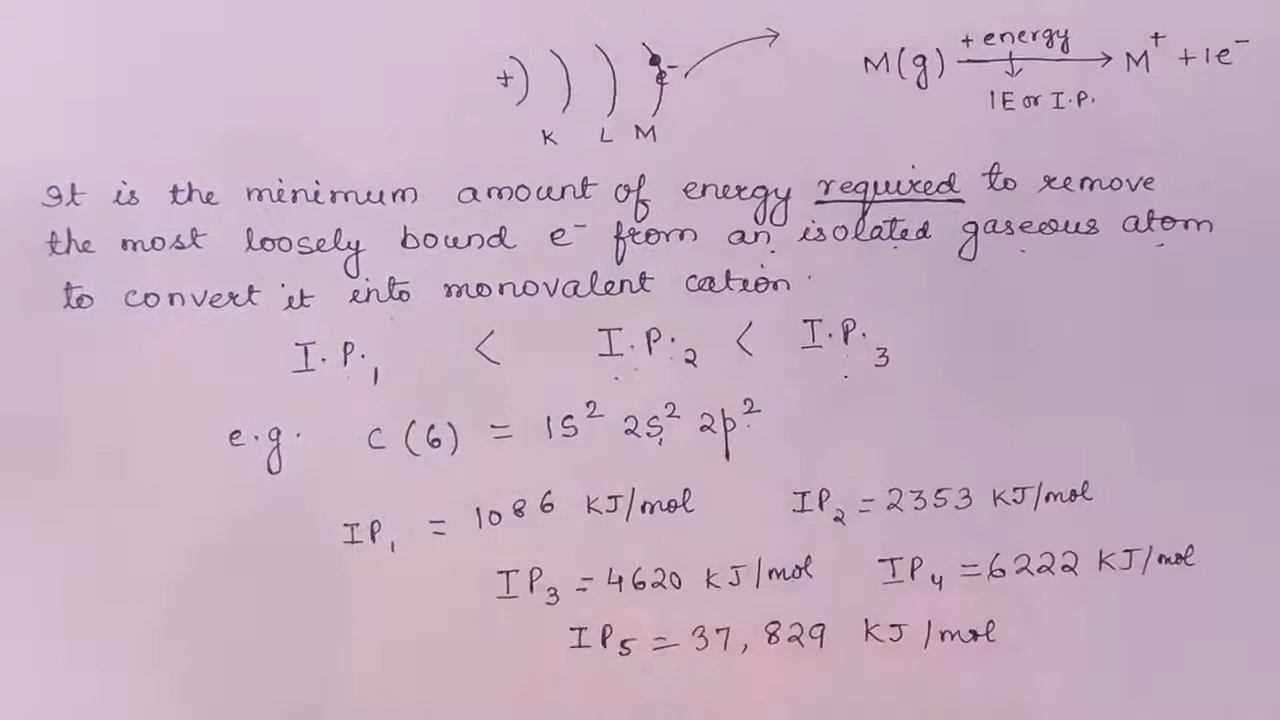 +) K L M e⁻
M(g) + energy → M⁺ + 1e⁻
IE or I.P.
It is the minimum amount of energy required to remove
the most loosely bound e⁻ from an isolated gaseous atom
to convert it into monovalent cation.
I.P.₁ < I.P.₂ < I.P.₃
e.g. C (6) = 1S² 2S² 2p²
IP₁ = 1086 KJ/mol IP₂ = 2353 KJ/mol
IP₃ = 4620 KJ/mol IP₄ = 6222 KJ/mol
IP₅ = 37,829 KJ/mol